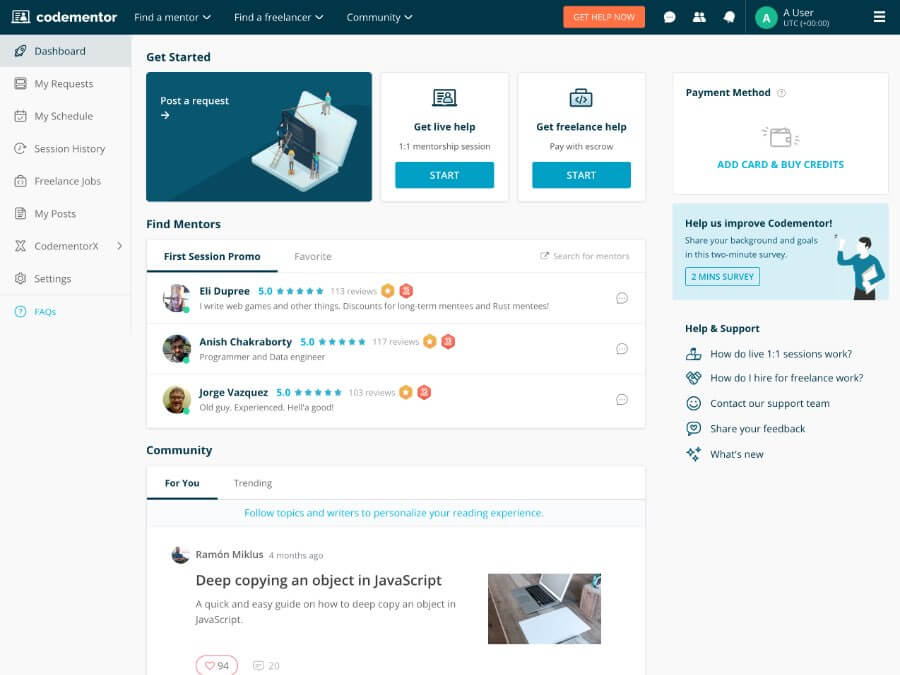 codementor
Find a mentor
Find a freelancer
Community
GET HELP NOW
A
A User
UTC (+00:00)
Dashboard
My Requests
My Schedule
Session History
Freelance Jobs
My Posts
CodementorX
Settings
FAQs
Get Started
Post a request
Get live help
1:1 mentorship session
START
Get freelance help
Pay with escrow
START
Find Mentors
First Session Promo
Favorite
Search for mentors
Eli Dupree 5.0 113 reviews
I write web games and other things. Discounts for long-term mentees and Rust mentees!
Anish Chakraborty 5.0 117 reviews
Programmer and Data engineer
Jorge Vazquez 5.0 103 reviews
Old guy. Experienced. Hell'a good!
Community
For You
Trending
Follow topics and writers to personalize your reading experience.
Ramón Miklus 4 months ago
Deep copying an object in JavaScript
A quick and easy guide on how to deep copy an object in
JavaScript.
94
20
Payment Method
ADD CARD & BUY CREDITS
Help us improve Codementor!
Share your background and goals
in this two-minute survey.
2 MINS SURVEY
Help & Support
How do live 1:1 sessions work?
How do I hire for freelance work?
Contact our support team
Share your feedback
What's new